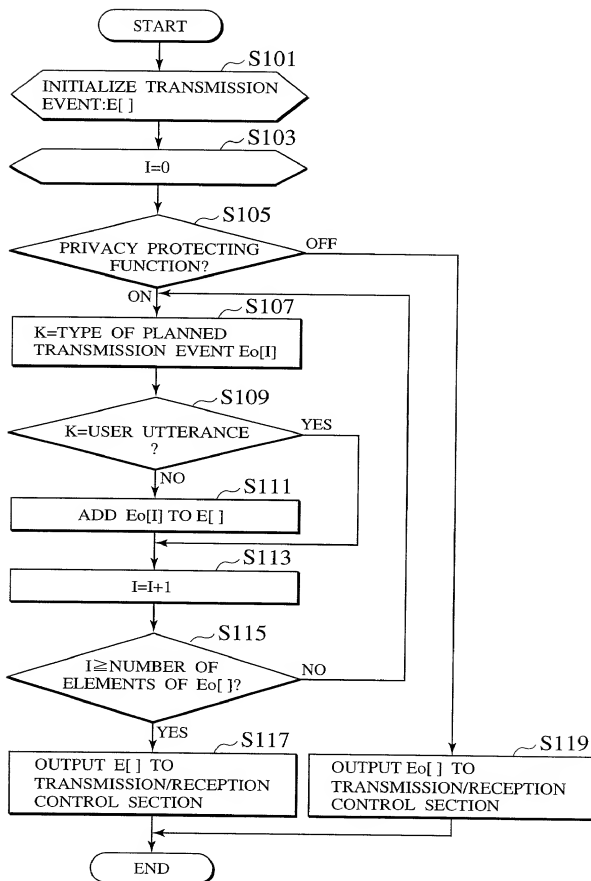 START
S101
INITIALIZE TRANSMISSION
EVENT:E[ ]
S103
I=0
S105
PRIVACY PROTECTING
FUNCTION?
OFF
ON
S107
K=TYPE OF PLANNED
TRANSMISSION EVENT Eo[I]
S109
K=USER UTTERANCE
?
YES
NO
S111
ADD Eo[I] TO E[ ]
S113
I=I+1
S115
I≧NUMBER OF
ELEMENTS OF Eo[ ]?
NO
YES
S117
OUTPUT E[ ] TO
TRANSMISSION/RECEPTION
CONTROL SECTION
S119
OUTPUT Eo[ ] TO
TRANSMISSION/RECEPTION
CONTROL SECTION
END